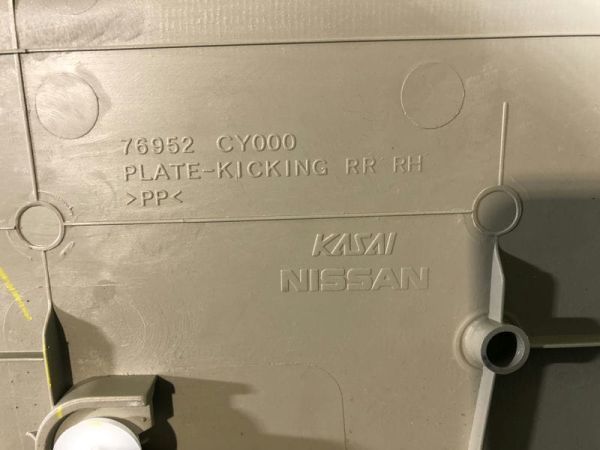 76952 CY000
PLATE-KICKING RR RH
>PP<
KASAI
NISSAN